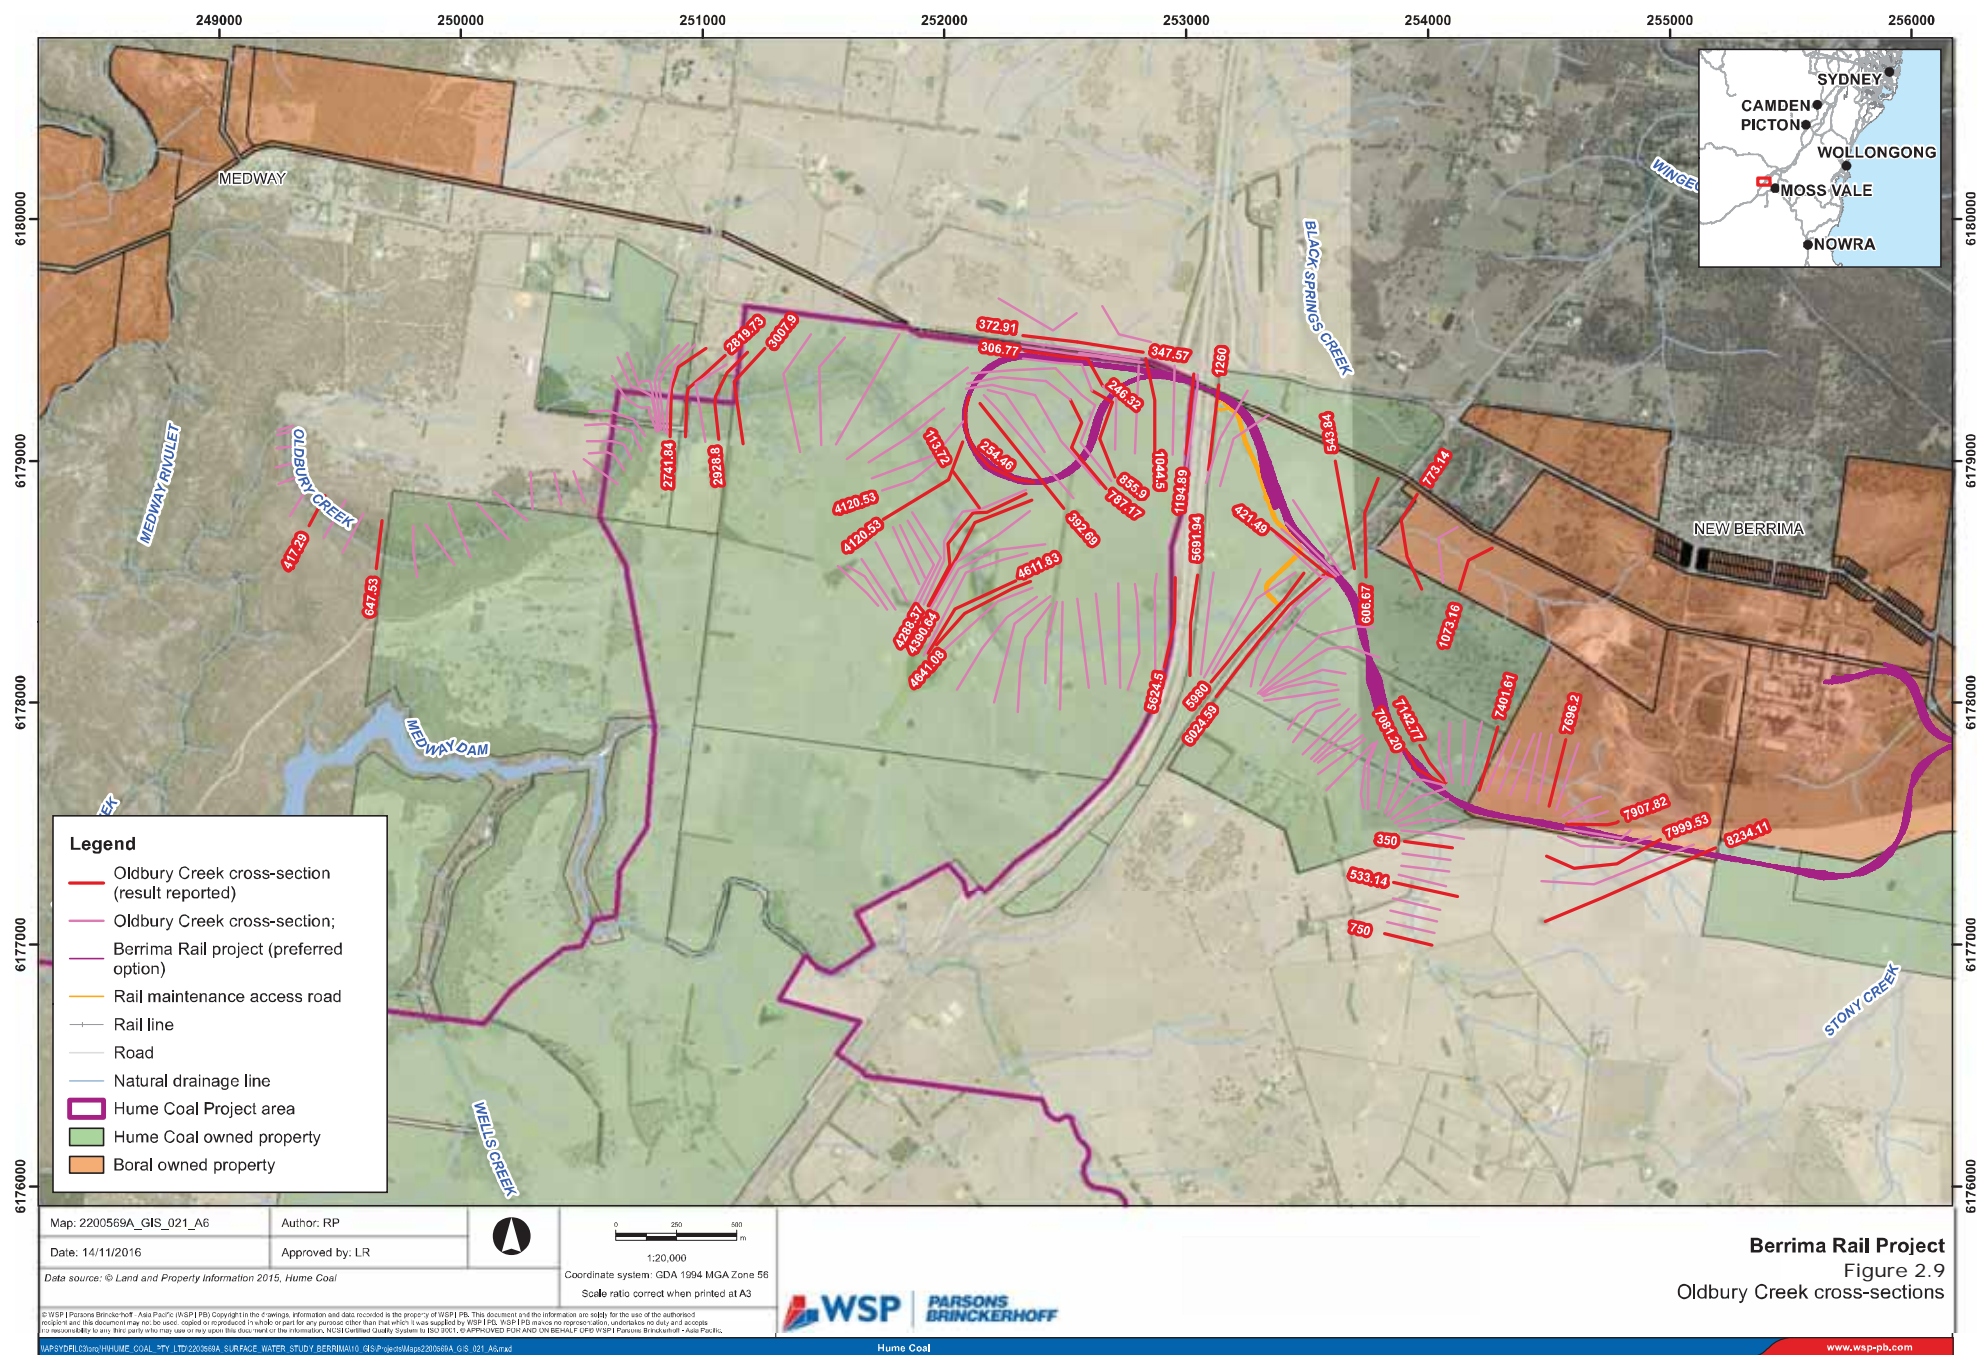 249000
250000
251000
252000
253000
254000
255000
256000
6180000
6179000
6178000
6177000
6176000
6180000
6179000
6178000
6177000
6176000
SYDNEY
CAMDEN
PICTON
WOLLONGONG
MOSS VALE
NOWRA
MEDWAY
BLACK SPRINGS CREEK
MEDWAY RIVULET
OLDBURY CREEK
NEW BERRIMA
MEDWAY DAM
STONY CREEK
WELLS CREEK
2819.73
3007.9
372.91
306.77
347.57
1260
246.32
543.84
773.14
113.72
254.46
2741.84
2928.8
1044.5
1194.89
855.9
787.17
4120.53
4120.53
392.69
421.49
5691.94
417.29
647.53
4611.83
606.67
1073.16
4288.37
4390.64
4641.08
5624.5
5980
6024.59
7081.20
7142.77
7401.61
7696.2
7907.82
7999.53
8234.11
350
533.14
750
Legend
Oldbury Creek cross-section
(result reported)
Oldbury Creek cross-section;
Berrima Rail project (preferred
option)
Rail maintenance access road
Rail line
Road
Natural drainage line
Hume Coal Project area
Hume Coal owned property
Boral owned property
Map: 2200569A_GIS_021_A6
Author: RP
Date: 14/11/2016
Approved by: LR
Data source: © Land and Property Information 2015, Hume Coal
0 250 500
m
1:20,000
Coordinate system: GDA 1994 MGA Zone 56
Scale ratio correct when printed at A3
WSP
PARSONS
BRINCKERHOFF
Berrima Rail Project
Figure 2.9
Oldbury Creek cross-sections
Hume Coal
www.wsp-pb.com